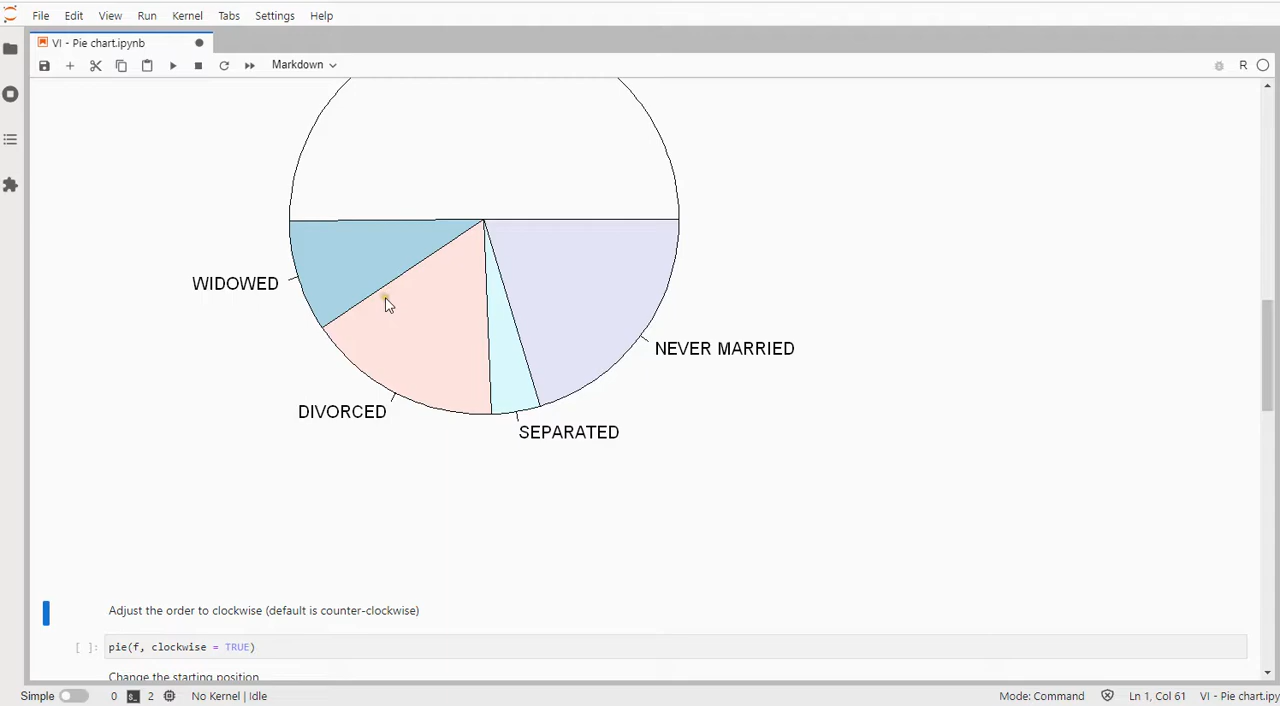 File Edit View Run Kernel Tabs Settings Help
VI - Pie chart.ipynb
Markdown
R
WIDOWED
NEVER MARRIED
DIVORCED
SEPARATED
Adjust the order to clockwise (default is counter-clockwise)
[ ]: pie(f, clockwise = TRUE)
Change the starting position
Simple 0 2 No Kernel | Idle Mode: Command Ln 1, Col 61 VI - Pie chart.ipy